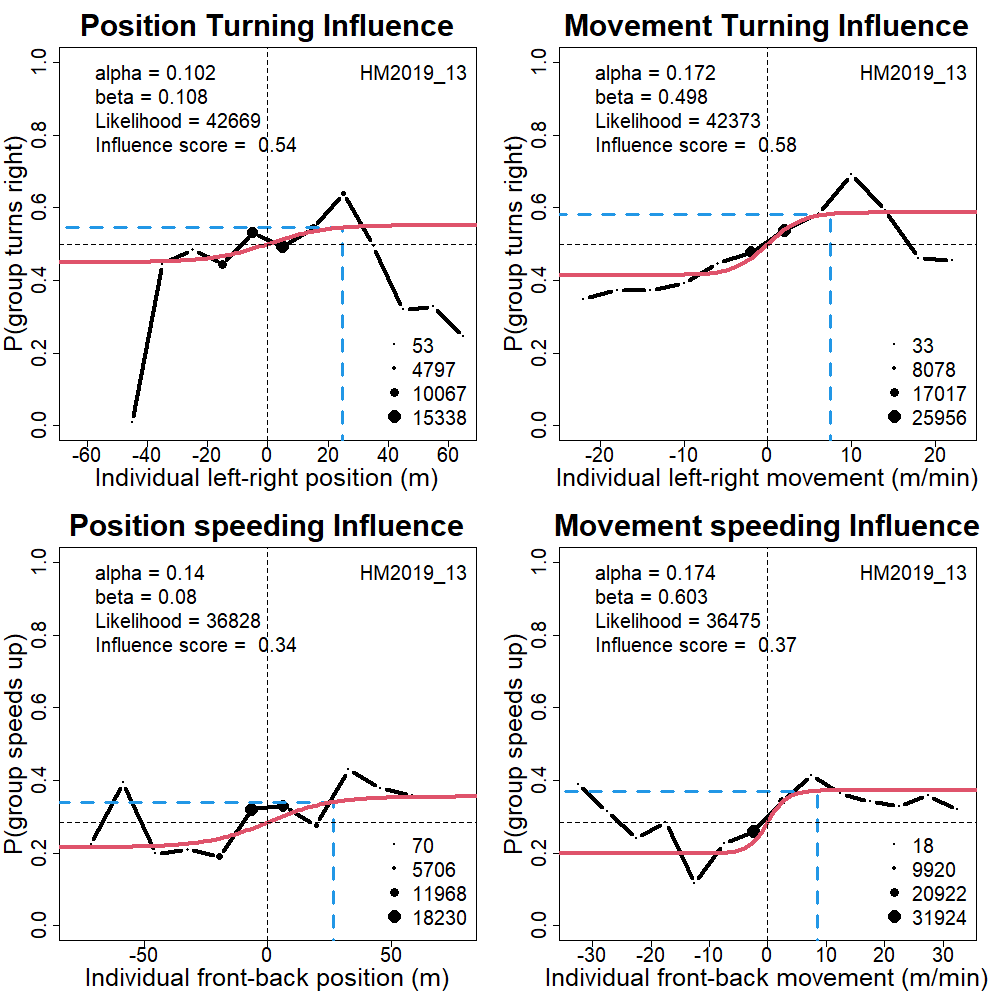 Position Turning Influence
alpha = 0.102
HM2019_13
beta = 0.108
Likelihood = 42669
Influence score = 0.54
P(group turns right)
0.0
0.2
0.4
0.6
0.8
1.0
53
4797
10067
15338
-60
-40
-20
0
20
40
60
Individual left-right position (m)
Movement Turning Influence
alpha = 0.172
HM2019_13
beta = 0.498
Likelihood = 42373
Influence score = 0.58
P(group turns right)
0.0
0.2
0.4
0.6
0.8
1.0
33
8078
17017
25956
-20
-10
0
10
20
Individual left-right movement (m/min)
Position speeding Influence
alpha = 0.14
HM2019_13
beta = 0.08
Likelihood = 36828
Influence score = 0.34
P(group speeds up)
0.0
0.2
0.4
0.6
0.8
1.0
70
5706
11968
18230
-50
0
50
Individual front-back position (m)
Movement speeding Influence
alpha = 0.174
HM2019_13
beta = 0.603
Likelihood = 36475
Influence score = 0.37
P(group speeds up)
0.0
0.2
0.4
0.6
0.8
1.0
18
9920
20922
31924
-30
-20
-10
0
10
20
30
Individual front-back movement (m/min)